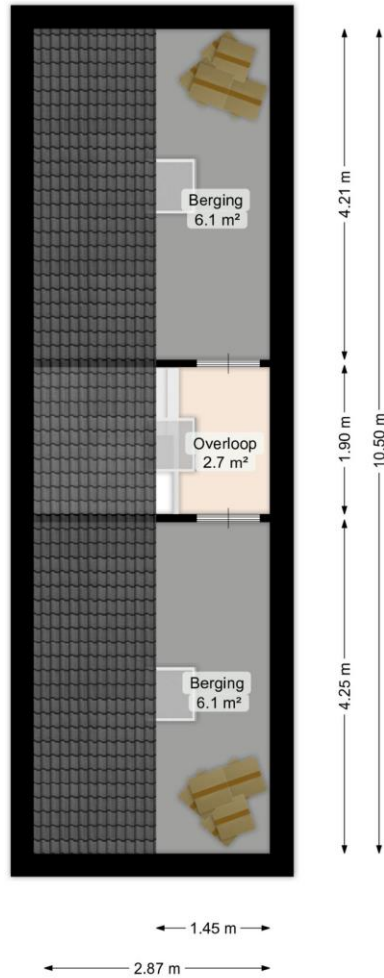 Berging
6.1 m²
4.21 m
Overloop
2.7 m²
1.90 m
10.50 m
Berging
6.1 m²
4.25 m
1.45 m
2.87 m